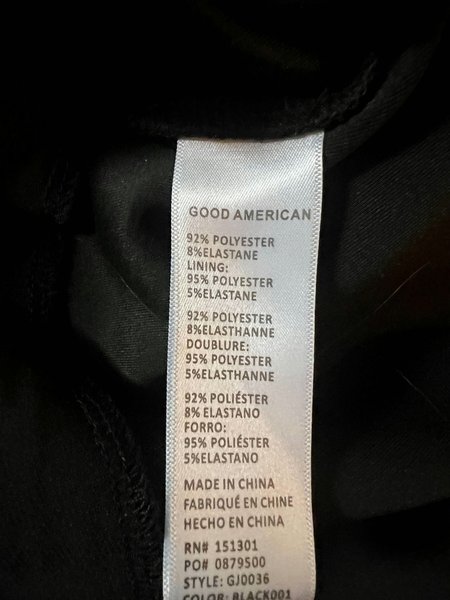 GOOD AMERICAN
92% POLYESTER
8%ELASTANE
LINING:
95% POLYESTER
5%ELASTANE
92% POLYESTER
8%ELASTHANNE
DOUBLURE:
95% POLYESTER
5%ELASTHANNE
92% POLIÉSTER
8% ELASTANO
FORRO:
95% POLIÉSTER
5%ELASTANO
MADE IN CHINA
FABRIQUÉ EN CHINE
HECHO EN CHINA
RN# 151301
PO# 0879500
STYLE: GJ0036
COLOR: BLACK001